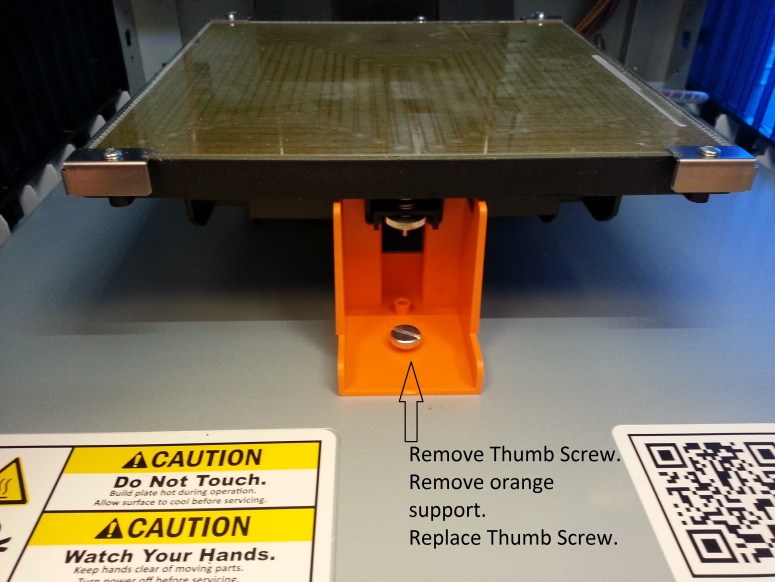 Remove Thumb Screw.
Remove orange
support.
Replace Thumb Screw.
CAUTION
Do Not Touch.
Build plate hot during operation.
Allow surface to cool before servicing.
CAUTION
Watch Your Hands.
Keep hands clear of moving parts.
Turn power off before servicing.